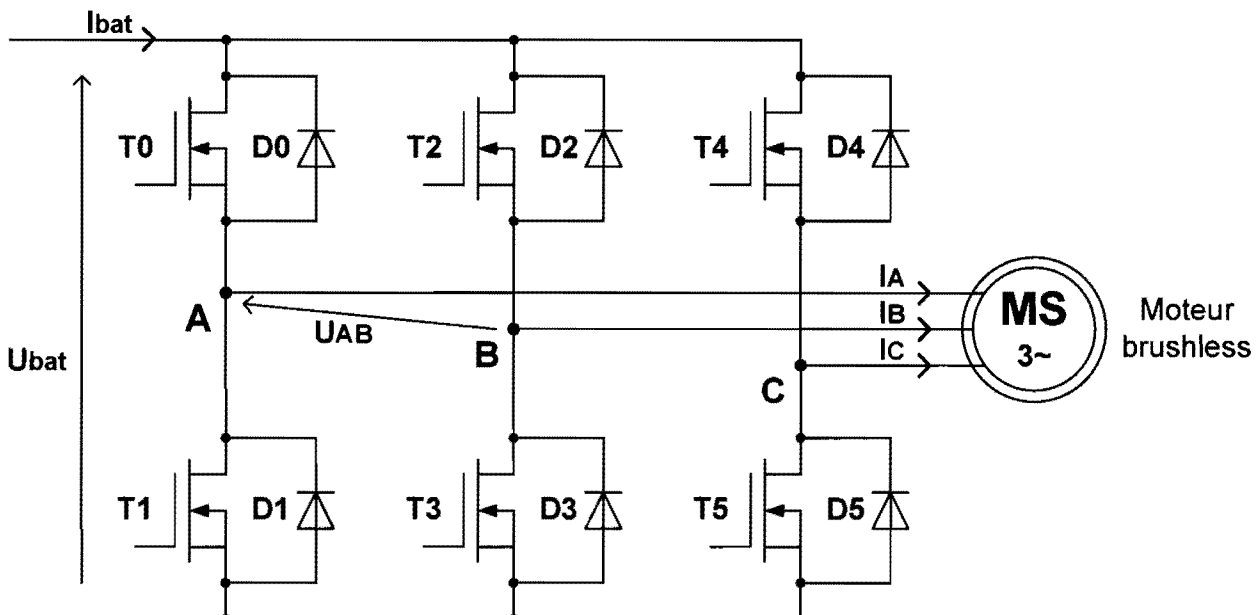 Ibat
T0
D0
T2
D2
T4
D4
IA
A
UAB
IB
MS
3~
Moteur
brushless
B
IC
Ubat
C
T1
D1
T3
D3
T5
D5